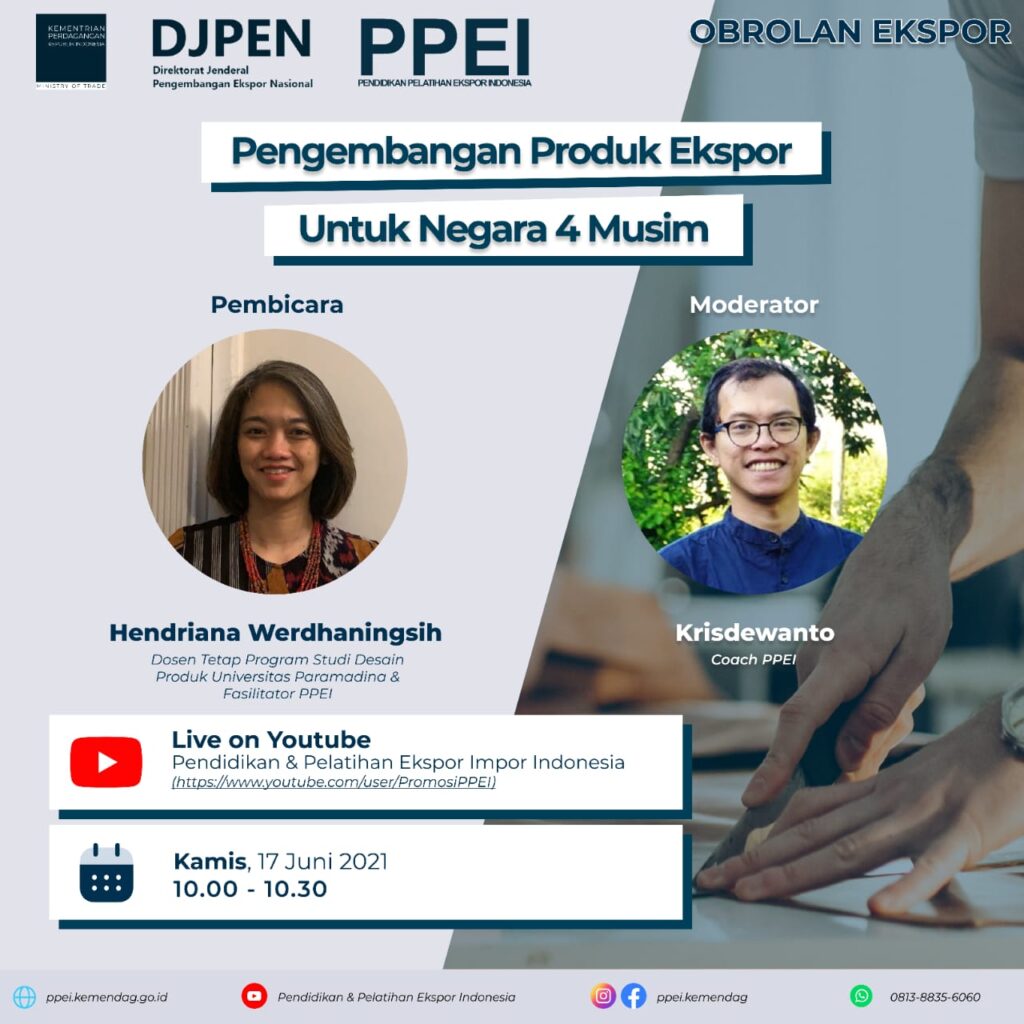 KEMENTRIAN
PERDAGANGAN
REPUBLIK INDONESIA
MINISTRY OF TRADE
DJPEN
Direktorat Jenderal
Pengembangan Ekspor Nasional
PPEI
PENDIDIKAN PELATIHAN EKSPOR INDONESIA
OBROLAN EKSPOR
Pengembangan Produk Ekspor
Untuk Negara 4 Musim
Pembicara
Hendriana Werdhaningsih
Dosen Tetap Program Studi Desain
Produk Universitas Paramadina &
Fasilitator PPEI
Moderator
Krisdewanto
Coach PPEI
Live on Youtube
Pendidikan & Pelatihan Ekspor Impor Indonesia
(https://www.youtube.com/user/PromosiPPEI)
Kamis, 17 Juni 2021
10.00 - 10.30
ppei.kemendag.go.id
Pendidikan & Pelatihan Ekspor Indonesia
ppei.kemendag
0813-8835-6060